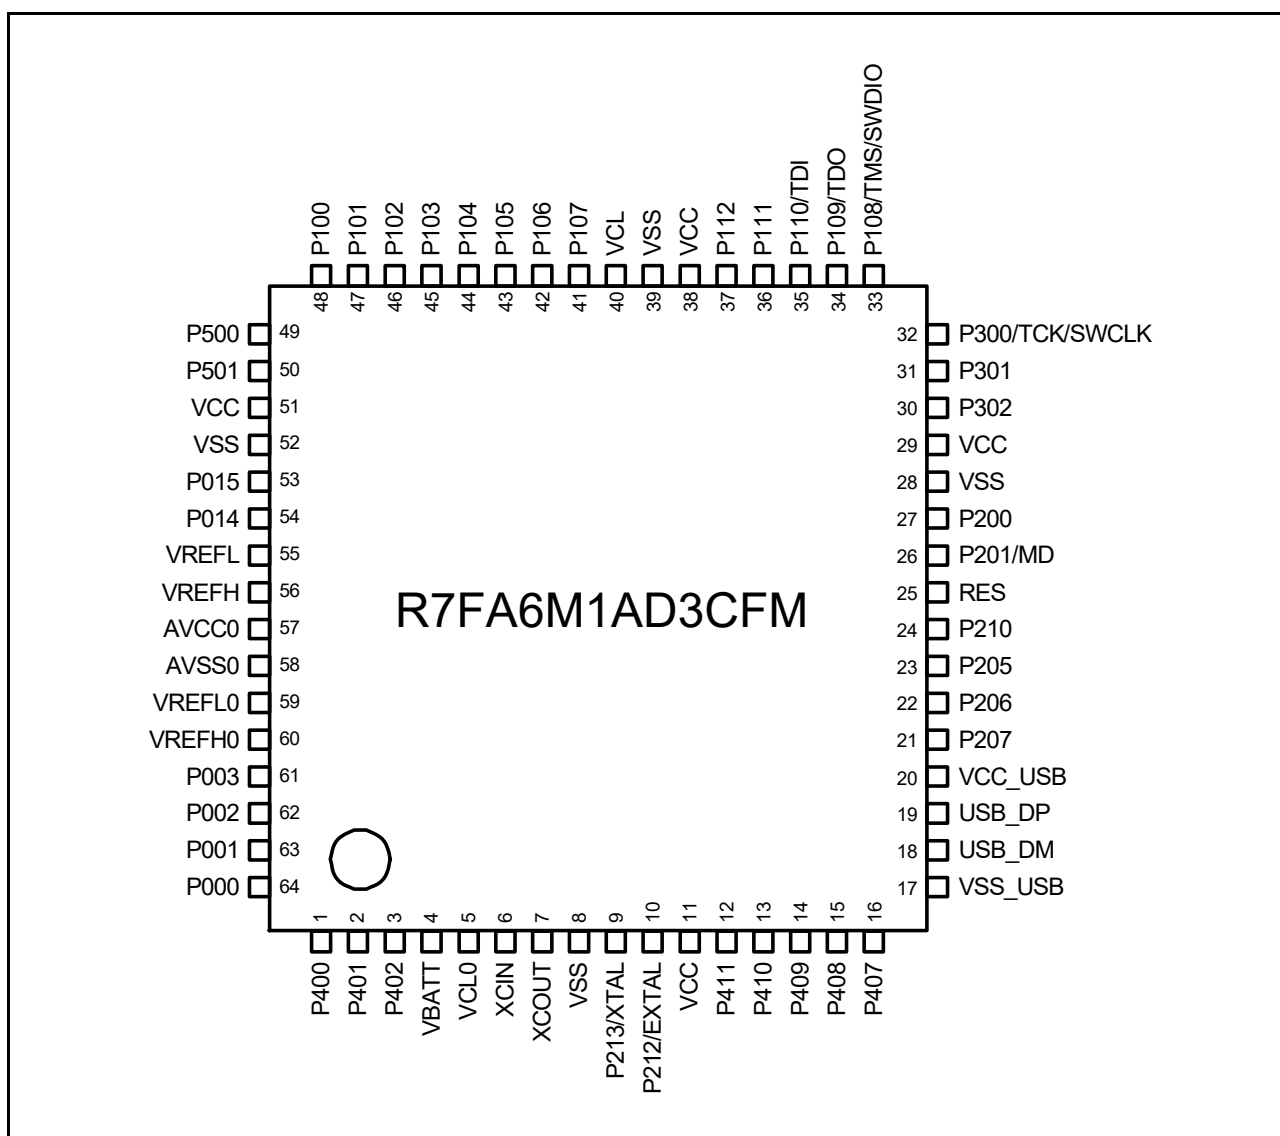 P100
P101
P102
P103
P104
P105
P106
P107
VCL
VSS
VCC
P112
P111
P110/TDI
P109/TDO
P108/TMS/SWDIO
48
47
46
45
44
43
42
41
40
39
38
37
36
35
34
33
P500 49
P501 50
VCC 51
VSS 52
P015 53
P014 54
VREFL 55
VREFH 56
AVCC0 57
AVSS0 58
VREFL0 59
VREFH0 60
P003 61
P002 62
P001 63
P000 64
R7FA6M1AD3CFM
32 P300/TCK/SWCLK
31 P301
30 P302
29 VCC
28 VSS
27 P200
26 P201/MD
25 RES
24 P210
23 P205
22 P206
21 P207
20 VCC_USB
19 USB_DP
18 USB_DM
17 VSS_USB
1
2
3
4
5
6
7
8
9
10
11
12
13
14
15
16
P400
P401
P402
VBATT
VCL0
XCIN
XCOUT
VSS
P213/XTAL
P212/EXTAL
VCC
P411
P410
P409
P408
P407